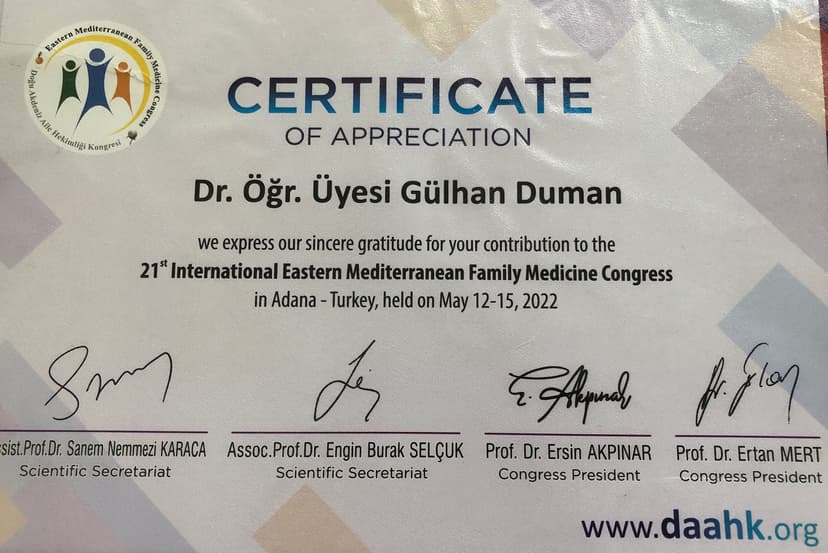 Eastern Mediterranean Family Medicine Congress
Doğu Akdeniz Aile Hekimliği Kongresi
CERTIFICATE
OF APPRECIATION
Dr. Öğr. Üyesi Gülhan Duman
we express our sincere gratitude for your contribution to the
21st International Eastern Mediterranean Family Medicine Congress
in Adana - Turkey, held on May 12-15, 2022
E. Akpınar
sist.Prof.Dr. Sanem Nemmezi KARACA Assoc.Prof.Dr. Engin Burak SELÇUK Prof. Dr. Ersin AKPINAR Prof. Dr. Ertan MERT
Scientific Secretariat Scientific Secretariat Congress President Congress President
www.daahk.org